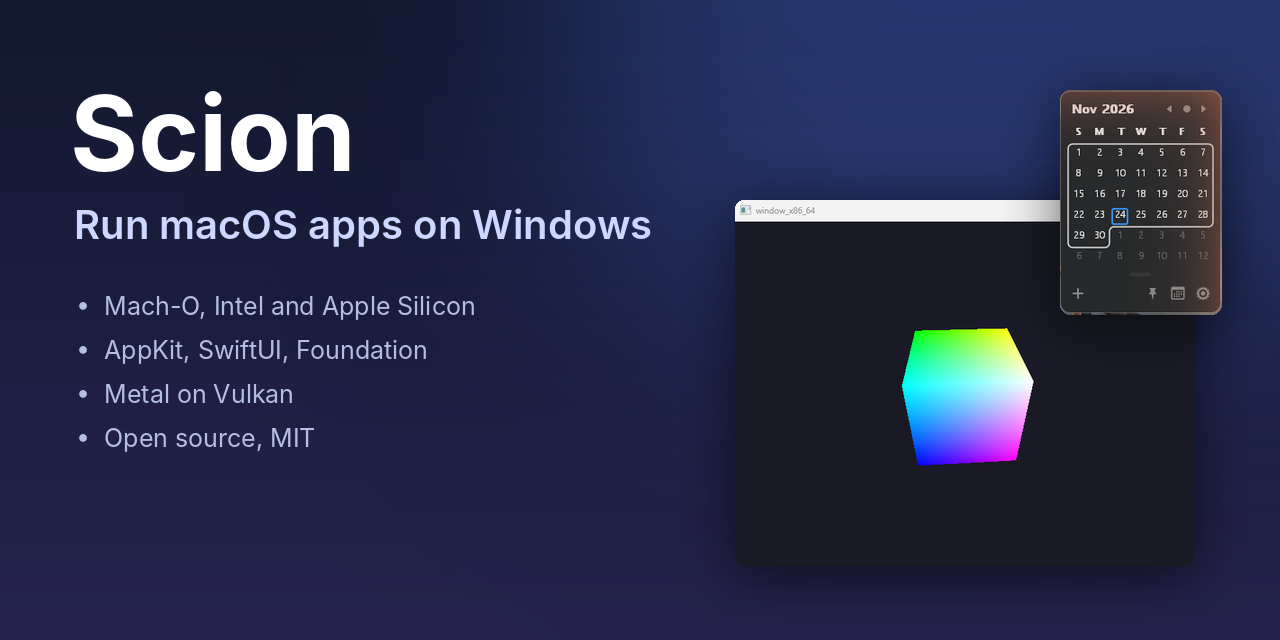 Scion
Run macOS apps on Windows
• Mach-O, Intel and Apple Silicon
• AppKit, SwiftUI, Foundation
• Metal on Vulkan
• Open source, MIT
window_x86_64
Nov 2026
S M T W T F S
1 2 3 4 5 6 7
8 9 10 11 12 13 14
15 16 17 18 19 20 21
22 23 24 25 26 27 28
29 30 1 2 3 4 5
6 7 8 9 10 11 12